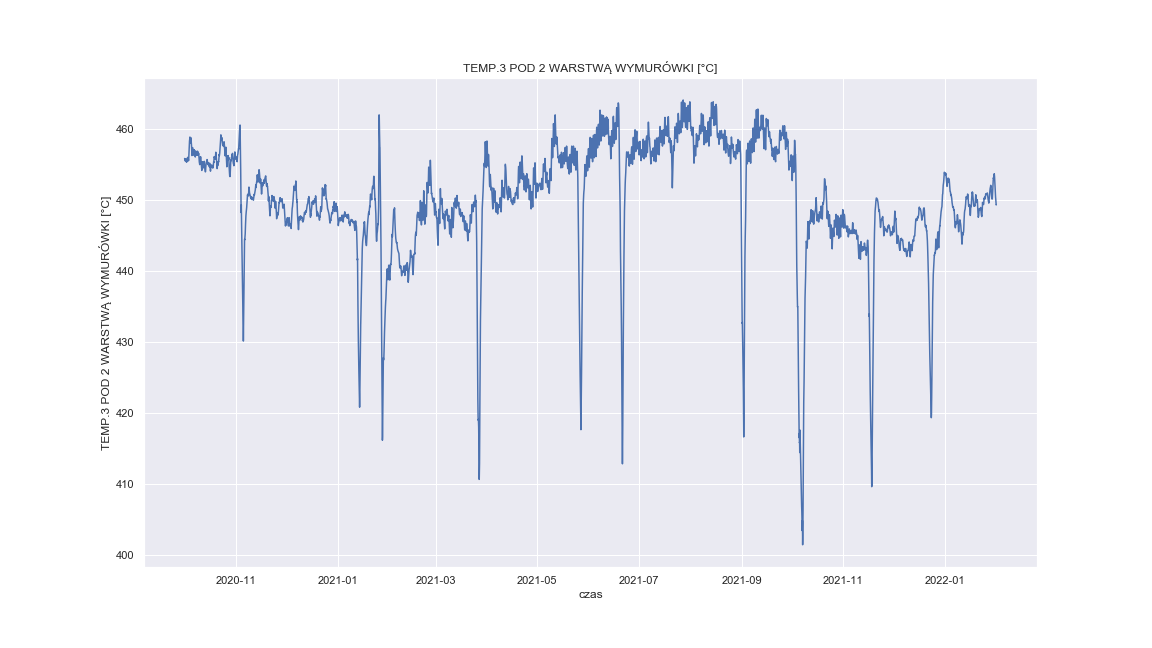 TEMP.3 POD 2 WARSTWĄ WYMURÓWKI [°C]
TEMP.3 POD 2 WARSTWĄ WYMURÓWKI [°C]
460
450
440
430
420
410
400
2020-11 2021-01 2021-03 2021-05 2021-07 2021-09 2021-11 2022-01
czas